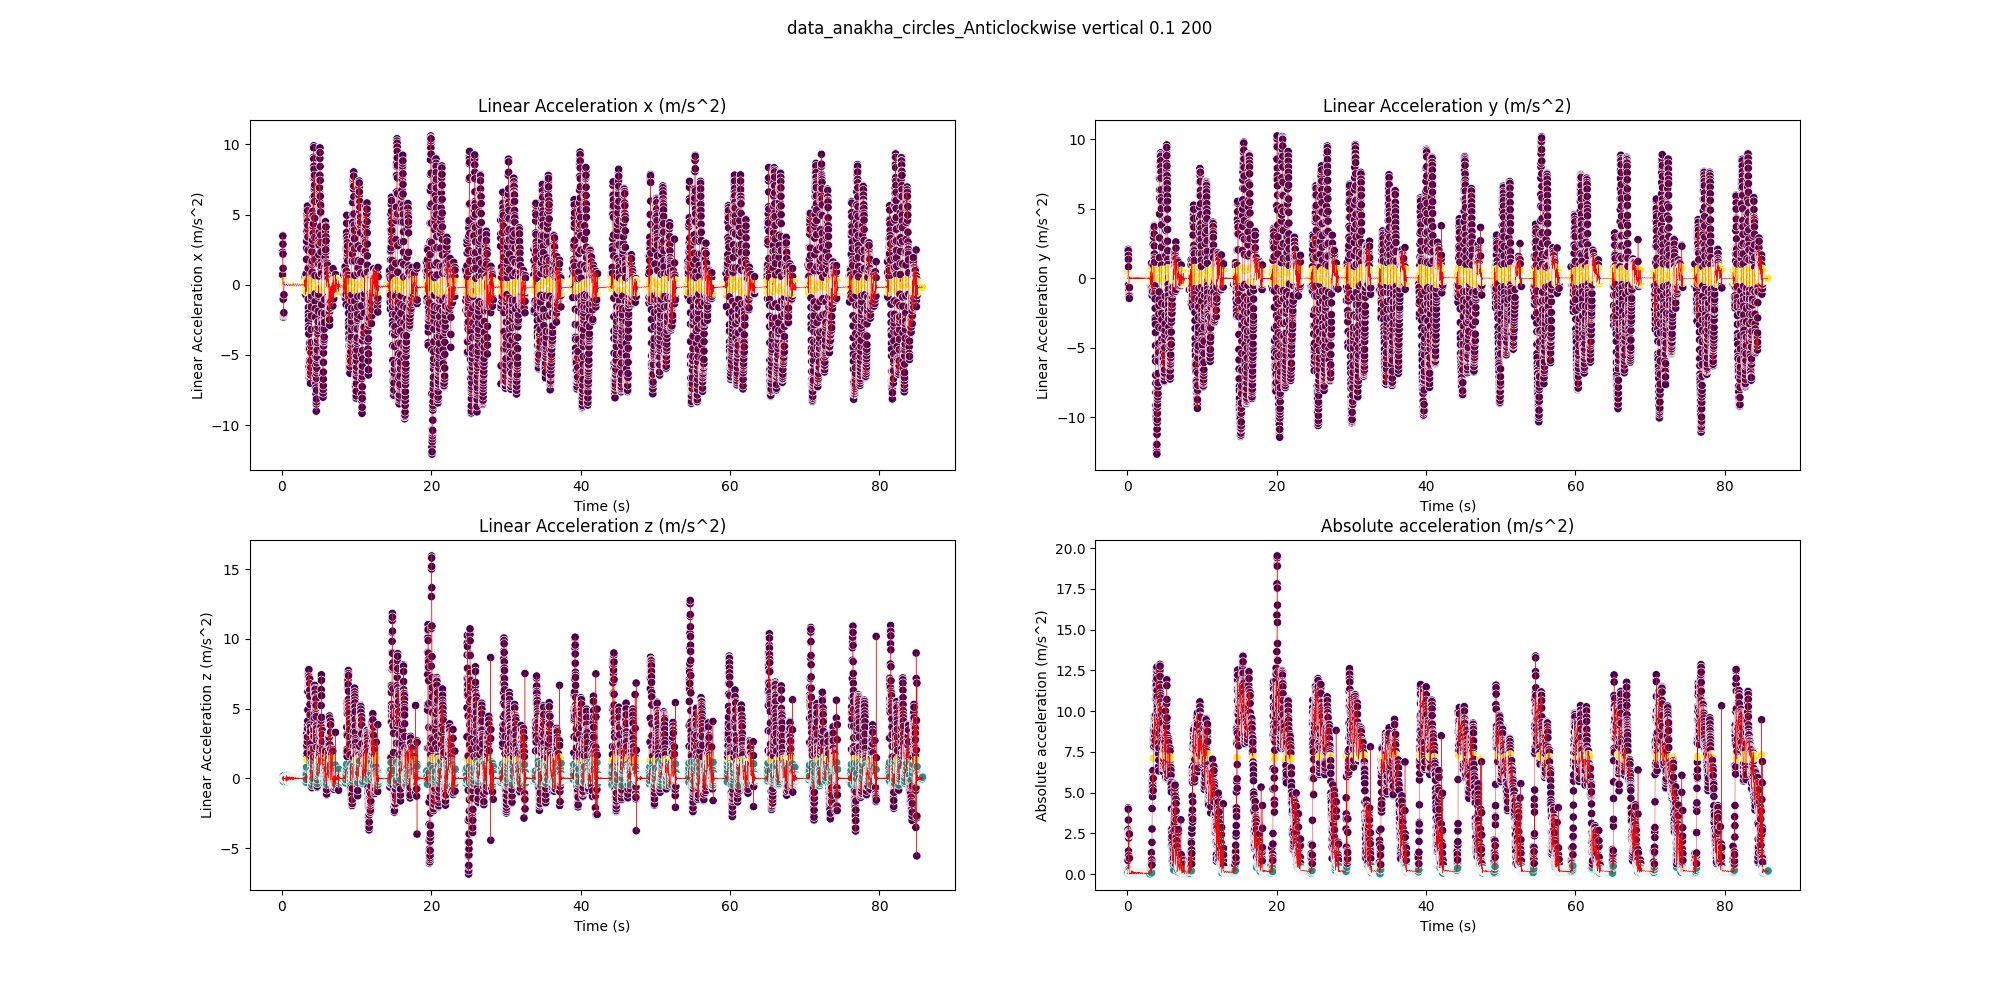 data_anakha_circles_Anticlockwise vertical 0.1 200
Linear Acceleration x (m/s^2)
Linear Acceleration x (m/s^2)
10
5
0
−5
−10
0 20 40 60 80
Time (s)
Linear Acceleration y (m/s^2)
Linear Acceleration y (m/s^2)
10
5
0
−5
−10
0 20 40 60 80
Time (s)
Linear Acceleration z (m/s^2)
Linear Acceleration z (m/s^2)
15
10
5
0
−5
0 20 40 60 80
Time (s)
Absolute acceleration (m/s^2)
Absolute acceleration (m/s^2)
20.0
17.5
15.0
12.5
10.0
7.5
5.0
2.5
0.0
0 20 40 60 80
Time (s)